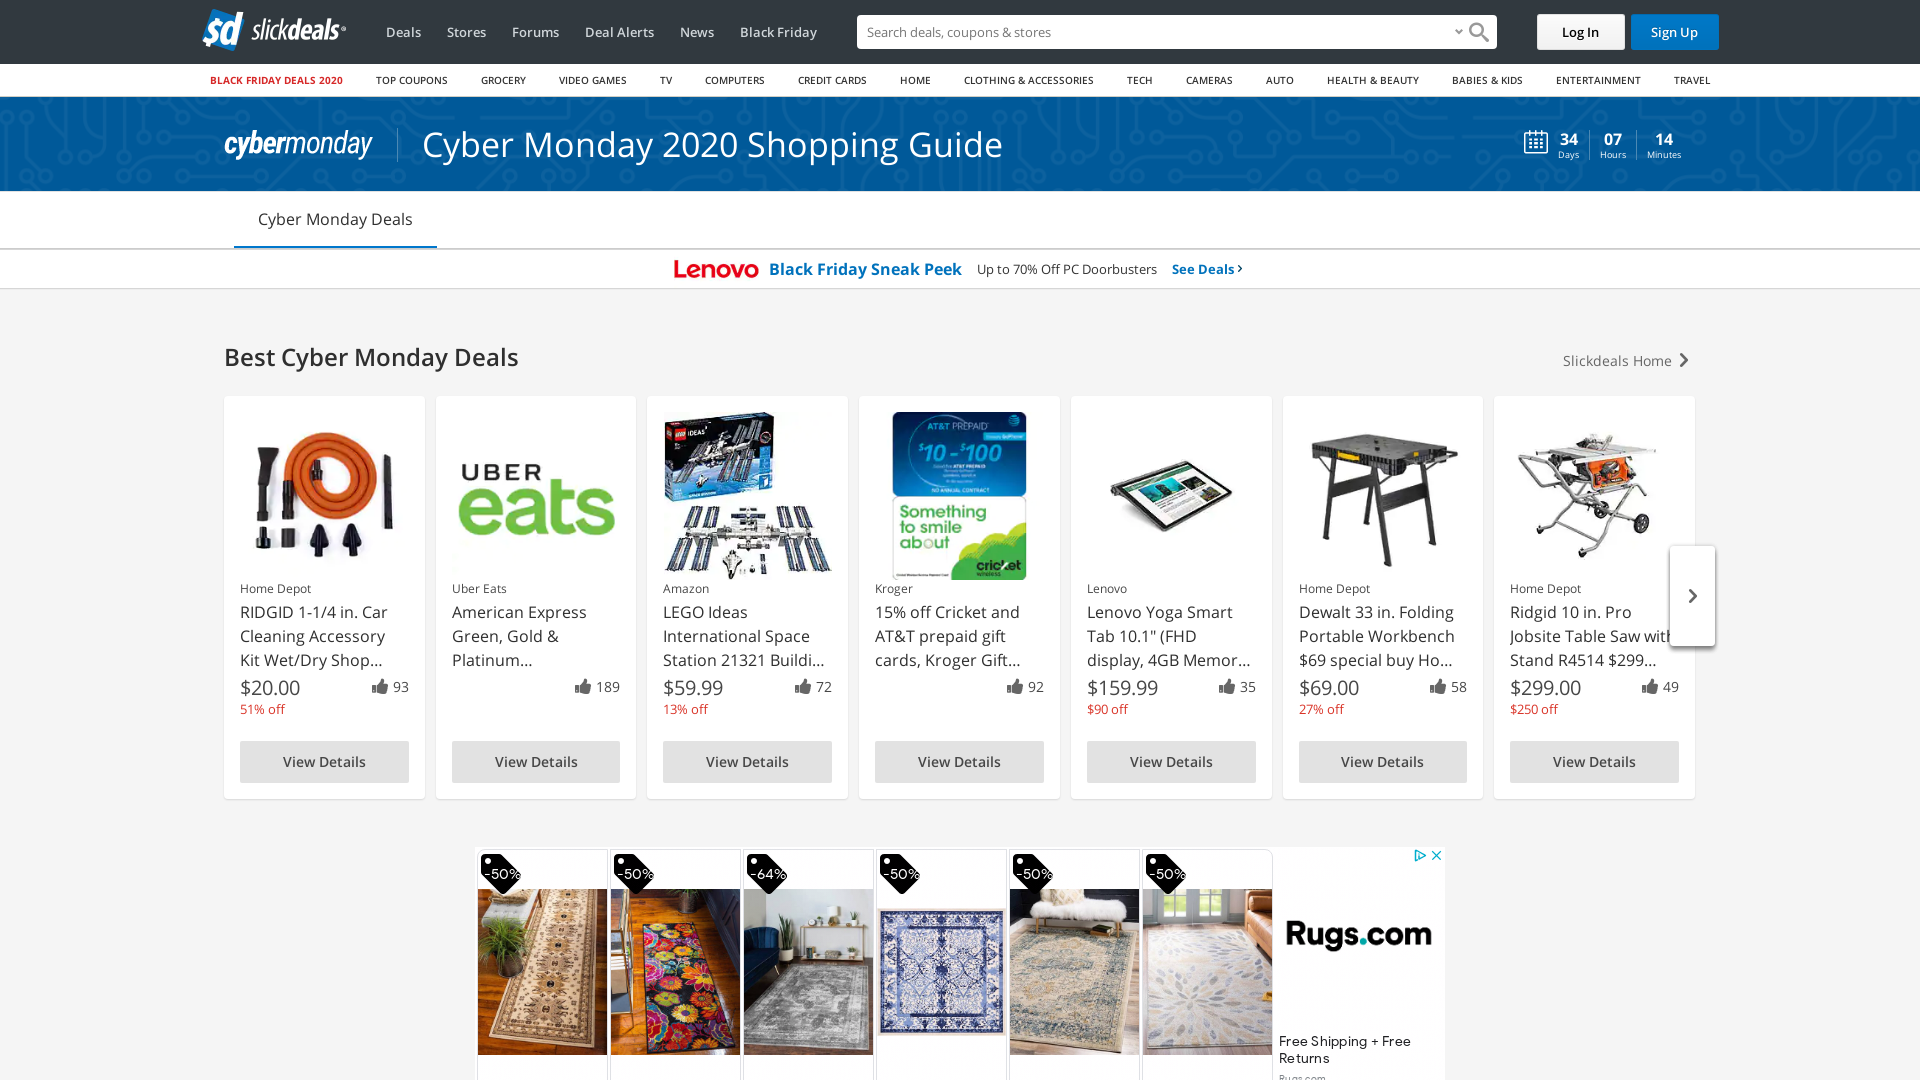 sd slickdeals
Deals
Stores
Forums
Deal Alerts
News
Black Friday
Search deals, coupons & stores
Log In
Sign Up
BLACK FRIDAY DEALS 2020
TOP COUPONS
GROCERY
VIDEO GAMES
TV
COMPUTERS
CREDIT CARDS
HOME
CLOTHING & ACCESSORIES
TECH
CAMERAS
AUTO
HEALTH & BEAUTY
BABIES & KIDS
ENTERTAINMENT
TRAVEL
cybermonday
Cyber Monday 2020 Shopping Guide
34 Days
07 Hours
14 Minutes
Cyber Monday Deals
Lenovo Black Friday Sneak Peek Up to 70% Off PC Doorbusters See Deals
Best Cyber Monday Deals
Slickdeals Home
Home Depot
RIDGID 1-1/4 in. Car
Cleaning Accessory
Kit Wet/Dry Shop...
$20.00
93
51% off
View Details
UBER
eats
Uber Eats
American Express
Green, Gold &
Platinum...
189
View Details
LEGO IDEAS
Amazon
LEGO Ideas
International Space
Station 21321 Buildi...
$59.99
72
13% off
View Details
AT&T PREPAID
AT&T
$10 - $100
NO ANNUAL CONTRACT
Something
to smile
about
cricket
wireless
Kroger
15% off Cricket and
AT&T prepaid gift
cards, Kroger Gift...
92
View Details
Lenovo
Lenovo Yoga Smart
Tab 10.1" (FHD
display, 4GB Memor...
$159.99
35
$90 off
View Details
Home Depot
Dewalt 33 in. Folding
Portable Workbench
$69 special buy Ho...
$69.00
58
27% off
View Details
Home Depot
Ridgid 10 in. Pro
Jobsite Table Saw with
Stand R4514 $299...
$299.00
49
$250 off
View Details
-50%
-50%
-64%
-50%
-50%
-50%
Rugs.com
Free Shipping + Free
Returns
Rugs.com